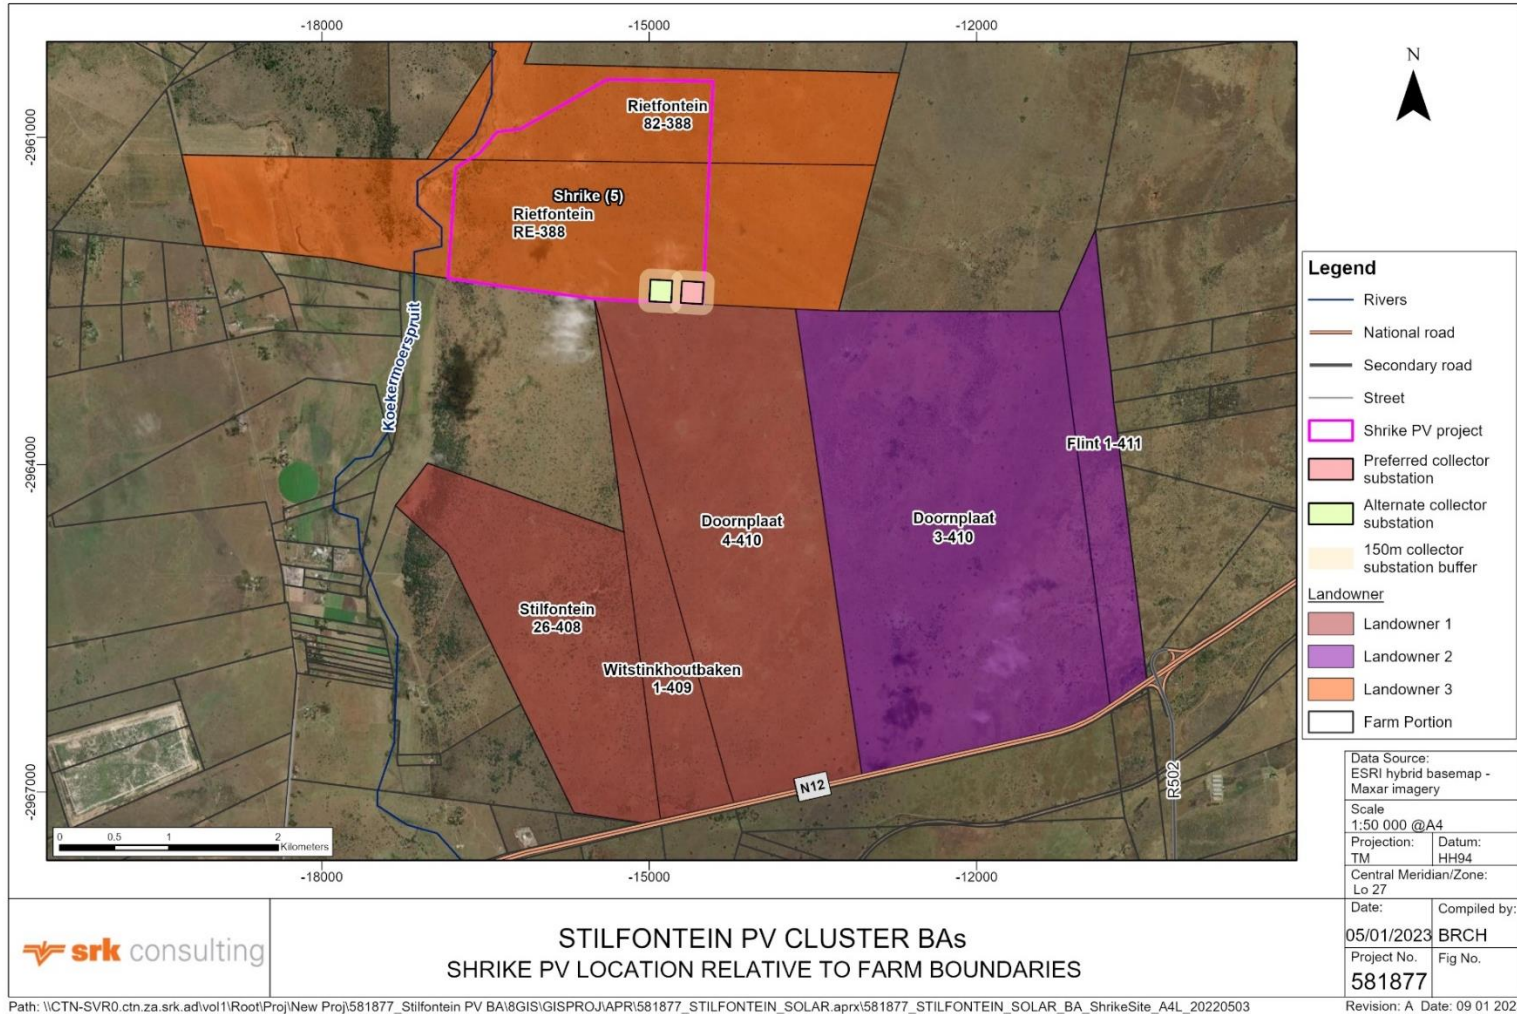 -18000
-15000
-12000
-2961000
-2964000
-2967000
N
Rietfontein
82-388
Shrike (5)
Rietfontein
RE-388
Koekermoerspruit
Flint 1-411
Doornplaat
4-410
Doornplaat
3-410
Stilfontein
26-408
Witstinkhoutbaken
1-409
N12
R502
0
0.5
1
2
Kilometers
-18000
-15000
-12000
Legend
Rivers
National road
Secondary road
Street
Shrike PV project
Preferred collector
substation
Alternate collector
substation
150m collector
substation buffer
Landowner
Landowner 1
Landowner 2
Landowner 3
Farm Portion
Data Source:
ESRI hybrid basemap -
Maxar imagery
Scale
1:50 000 @A4
Projection:
TM
Datum:
HH94
Central Meridian/Zone:
Lo 27
Date:
05/01/2023
Compiled by:
BRCH
Project No.
581877
Fig No.
srk consulting
STILFONTEIN PV CLUSTER BAs
SHRIKE PV LOCATION RELATIVE TO FARM BOUNDARIES
Path: \\CTN-SVR0.ctn.za.srk.ad\vol1\Root\Proj\New Proj\581877_Stilfontein PV BA\8GIS\GISPROJ\APR\581877_STILFONTEIN_SOLAR.aprx\581877_STILFONTEIN_SOLAR_BA_ShrikeSite_A4L_20220503
Revision: A Date: 09 01 202